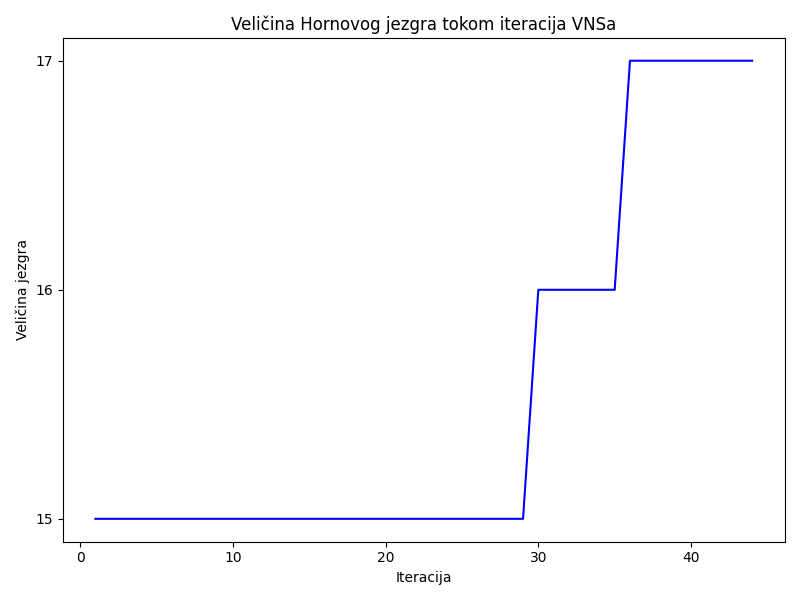 Veličina Hornovog jezgra tokom iteracija VNSa
17
16
15
Veličina jezgra
0 10 20 30 40
Iteracija